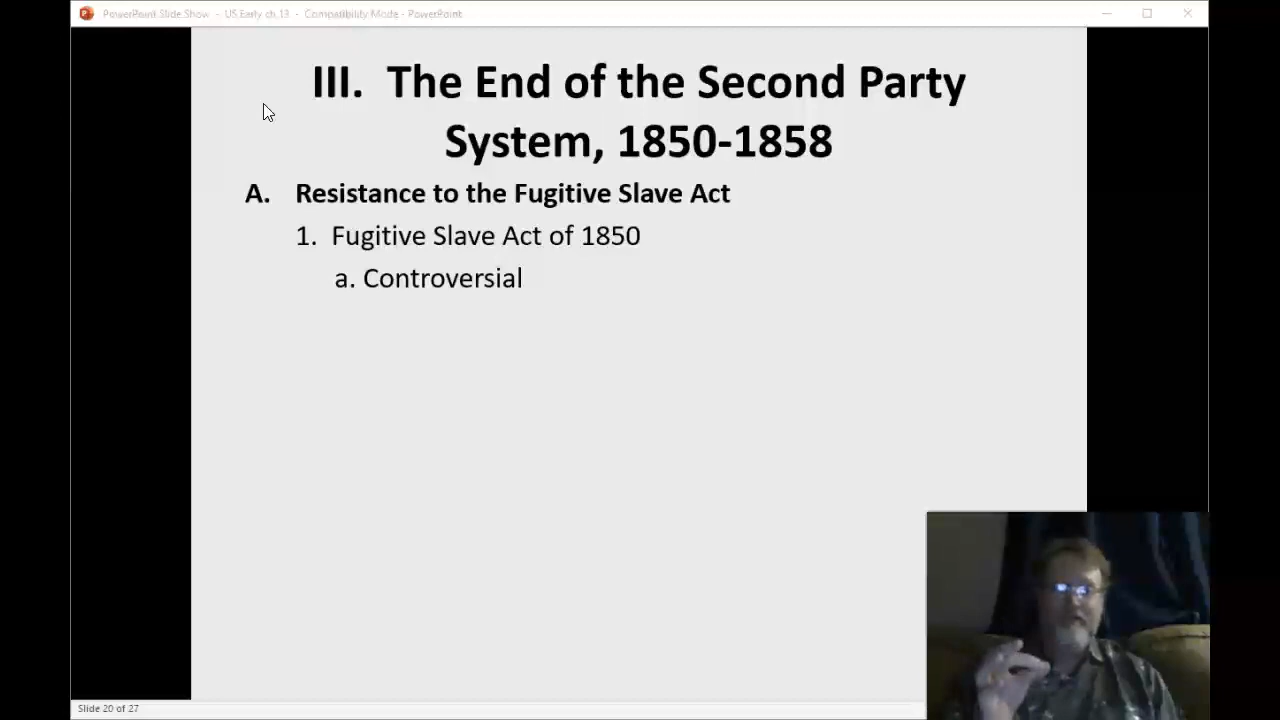 PowerPoint Slide Show - US Early ch 13 - Compatibility Mode - PowerPoint
III. The End of the Second Party
System, 1850-1858
A. Resistance to the Fugitive Slave Act
1. Fugitive Slave Act of 1850
a. Controversial
Slide 20 of 27